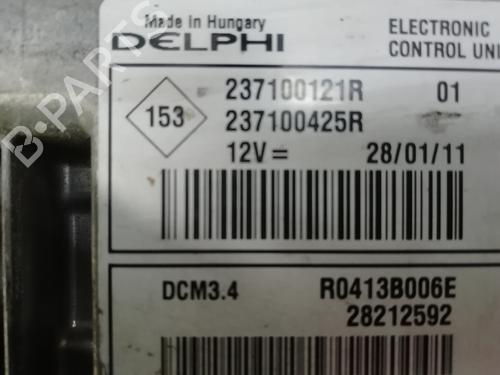 Made in Hungary
DELPHI
ELECTRONIC
CONTROL UNI
153
237100121R 01
237100425R
12V= 28/01/11
DCM3.4 R0413B006E
28212592
B-PARTS